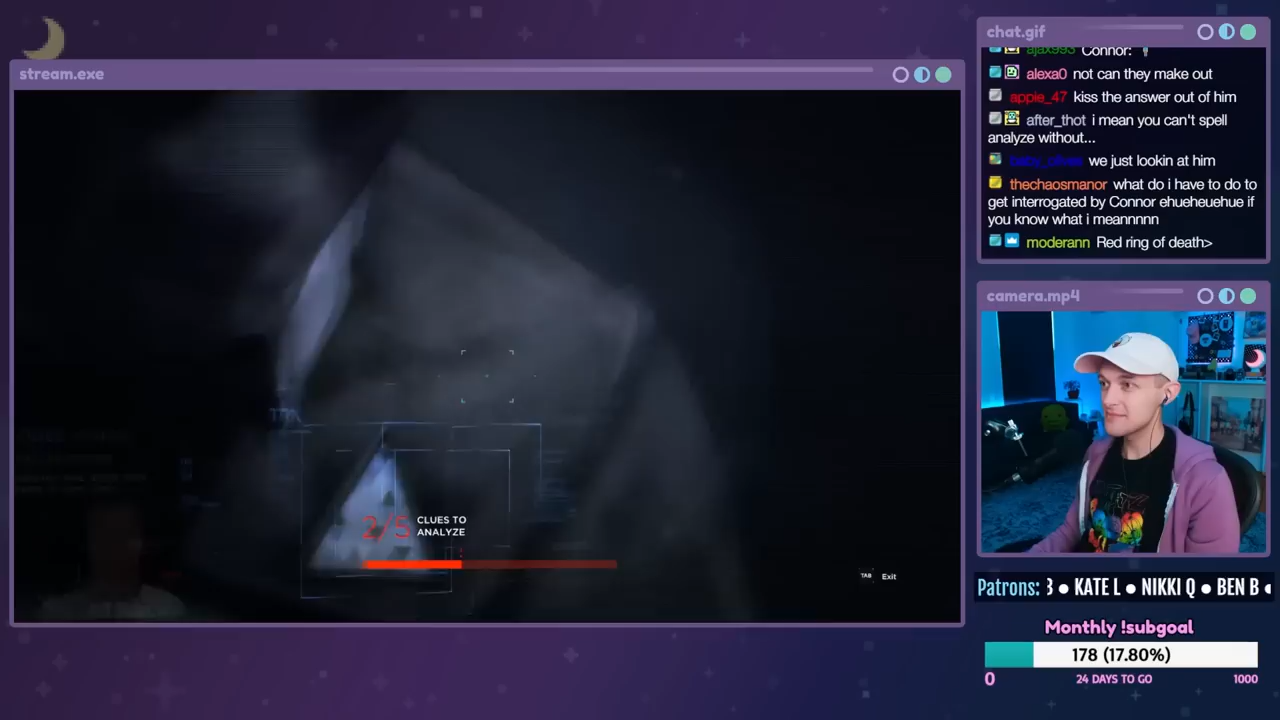 stream.exe
2/5 CLUES TO
ANALYZE
TAB Exit
chat.gif
ajax993 Connor:
alexa0 not can they make out
appie_47 kiss the answer out of him
after_thot i mean you can't spell
analyze without...
we just lookin at him
thechaosmanor what do i have to do to
get interrogated by Connor ehueheuehue if
you know what i meannnnn
moderann Red ring of death>
camera.mp4
Patrons: 3 ● KATE L ● NIKKI Q ● BEN B
Monthly !subgoal
178 (17.80%)
0 24 DAYS TO GO 1000